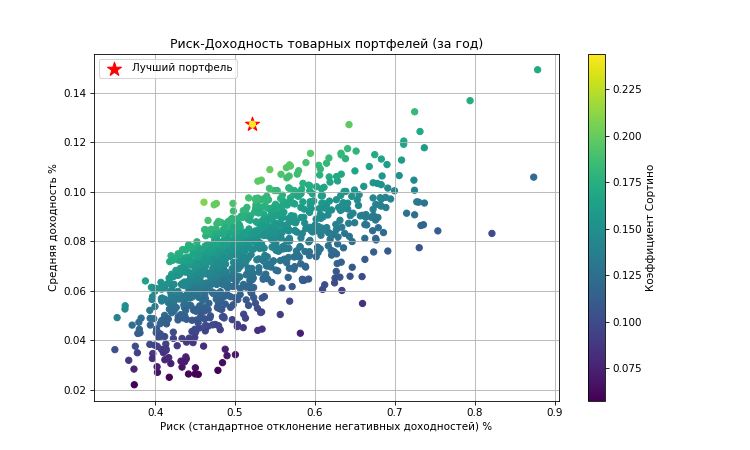 Риск-Доходность товарных портфелей (за год)
Лучший портфель
Средняя доходность %
0.14
0.12
0.10
0.08
0.06
0.04
0.02
0.4 0.5 0.6 0.7 0.8 0.9
Риск (стандартное отклонение негативных доходностей) %
0.225
0.200
0.175
0.150
0.125
0.100
0.075
Коэффициент Сортино